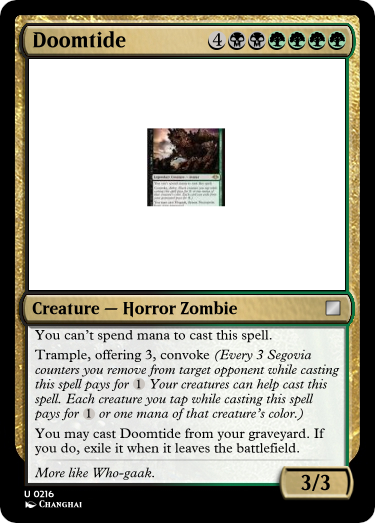 Doomtide 4
Creature — Horror Zombie
You can't spend mana to cast this spell.
Trample, offering 3, convoke (Every 3 Segovia
counters you remove from target opponent while casting
this spell pays for 1 Your creatures can help cast this
spell. Each creature you tap while casting this spell
pays for 1 or one mana of that creature's color.)
You may cast Doomtide from your graveyard. If
you do, exile it when it leaves the battlefield.
More like Who-gaak.
3/3
U 0216
CHANGHAI